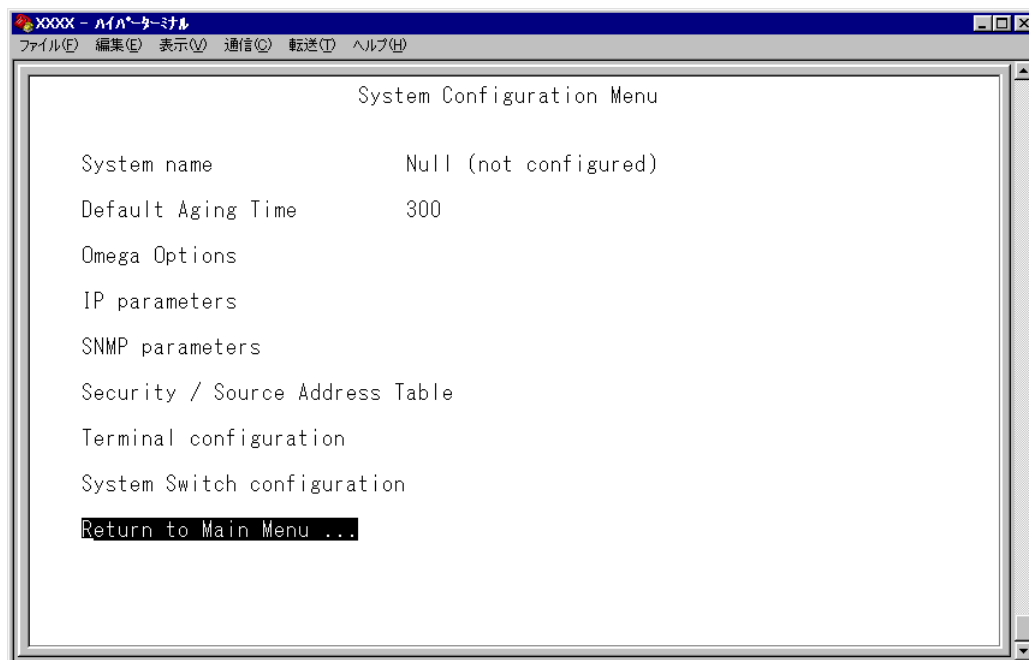 XXXX - ﾊｲﾊﾟｰﾀｰﾐﾅﾙ
ファイル(F) 編集(E) 表示(V) 通信(C) 転送(T) ヘルプ(H)
System Configuration Menu
System name Null (not configured)
Default Aging Time 300
Omega Options
IP parameters
SNMP parameters
Security / Source Address Table
Terminal configuration
System Switch configuration
Return to Main Menu ...